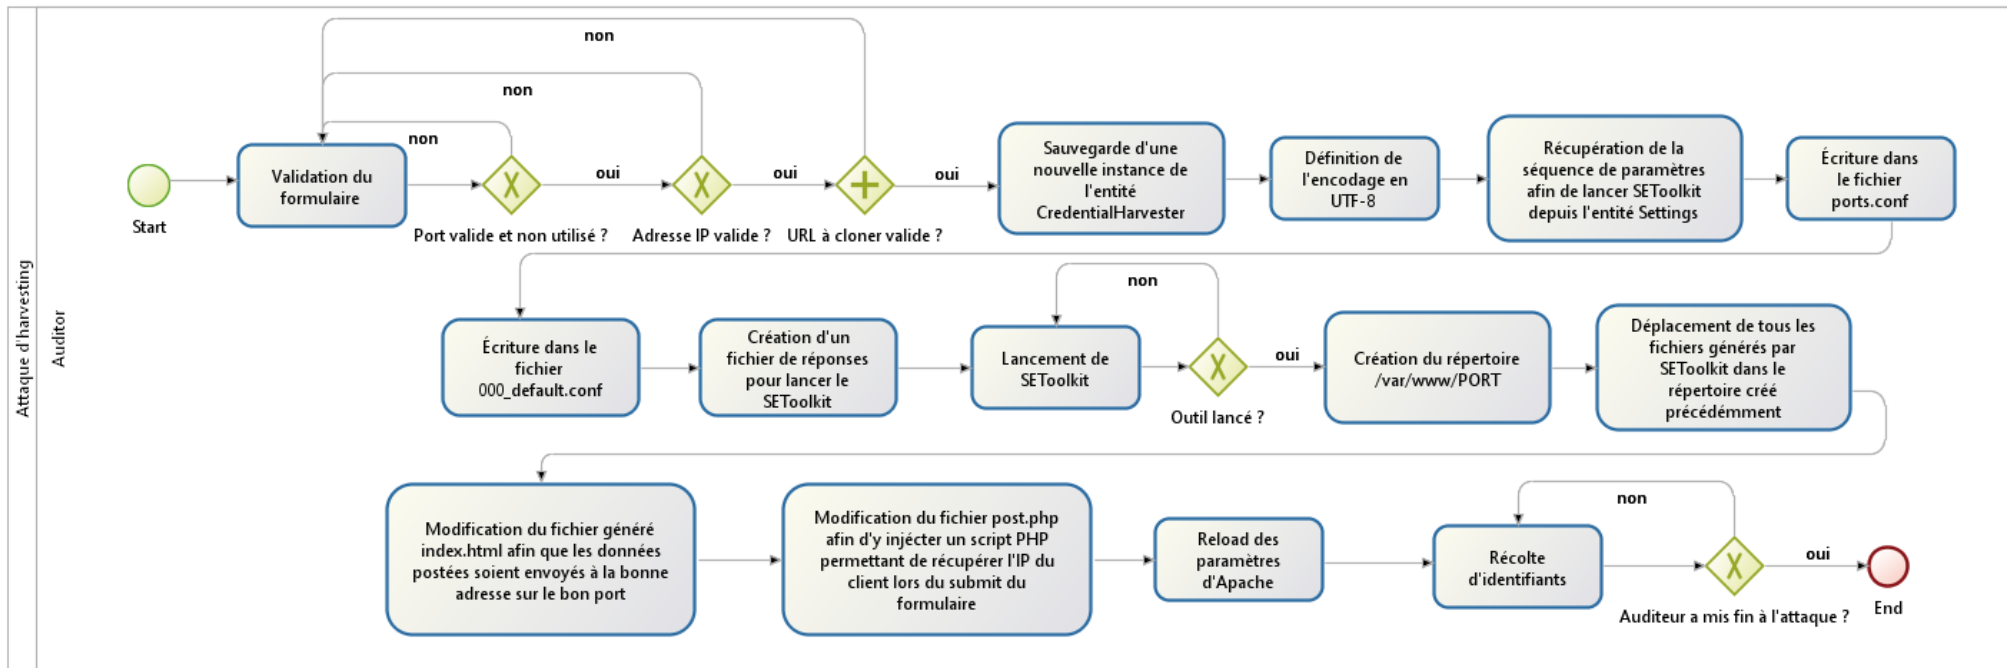 Attaque d'harvesting
Auditor
non
non
non
Start
Validation du
formulaire
Port valide et non utilisé ?
oui
Adresse IP valide ?
oui
URL à cloner valide ?
oui
Sauvegarde d'une
nouvelle instance de
l'entité
CredentialHarvester
Définition de
l'encodage en
UTF-8
Récupération de la
séquence de paramètres
afin de lancer SEToolkit
depuis l'entité Settings
Écriture dans
le fichier
ports.conf
Écriture dans le
fichier
000_default.conf
Création d'un
fichier de réponses
pour lancer le
SEToolkit
Lancement de
SEToolkit
non
Outil lancé ?
oui
Création du répertoire
/var/www/PORT
Déplacement de tous les
fichiers générés par
SEToolkit dans le
répertoire créé
précédémment
Modification du fichier généré
index.html afin que les données
postées soient envoyés à la bonne
adresse sur le bon port
Modification du fichier post.php
afin d'y injécter un script PHP
permettant de récupérer l'IP du
client lors du submit du
formulaire
Reload des
paramètres
d'Apache
Récolte
d'identifiants
non
Auditeur a mis fin à l'attaque ?
oui
End